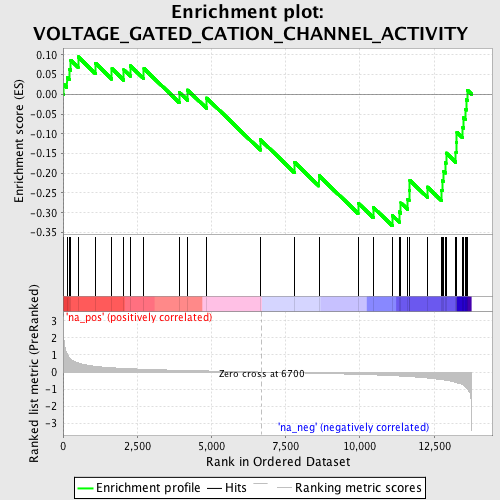 Enrichment plot:
VOLTAGE_GATED_CATION_CHANNEL_ACTIVITY
Enrichment score (ES)
0.10
0.05
0.00
-0.05
-0.10
-0.15
-0.20
-0.25
-0.30
-0.35
'na_pos' (positively correlated)
Ranked list metric (PreRanked)
3
2
1
0
-1
-2
-3
Zero cross at 6700
'na_neg' (negatively correlated)
0 2,500 5,000 7,500 10,000 12,500
Rank in Ordered Dataset
Enrichment profile Hits Ranking metric scores